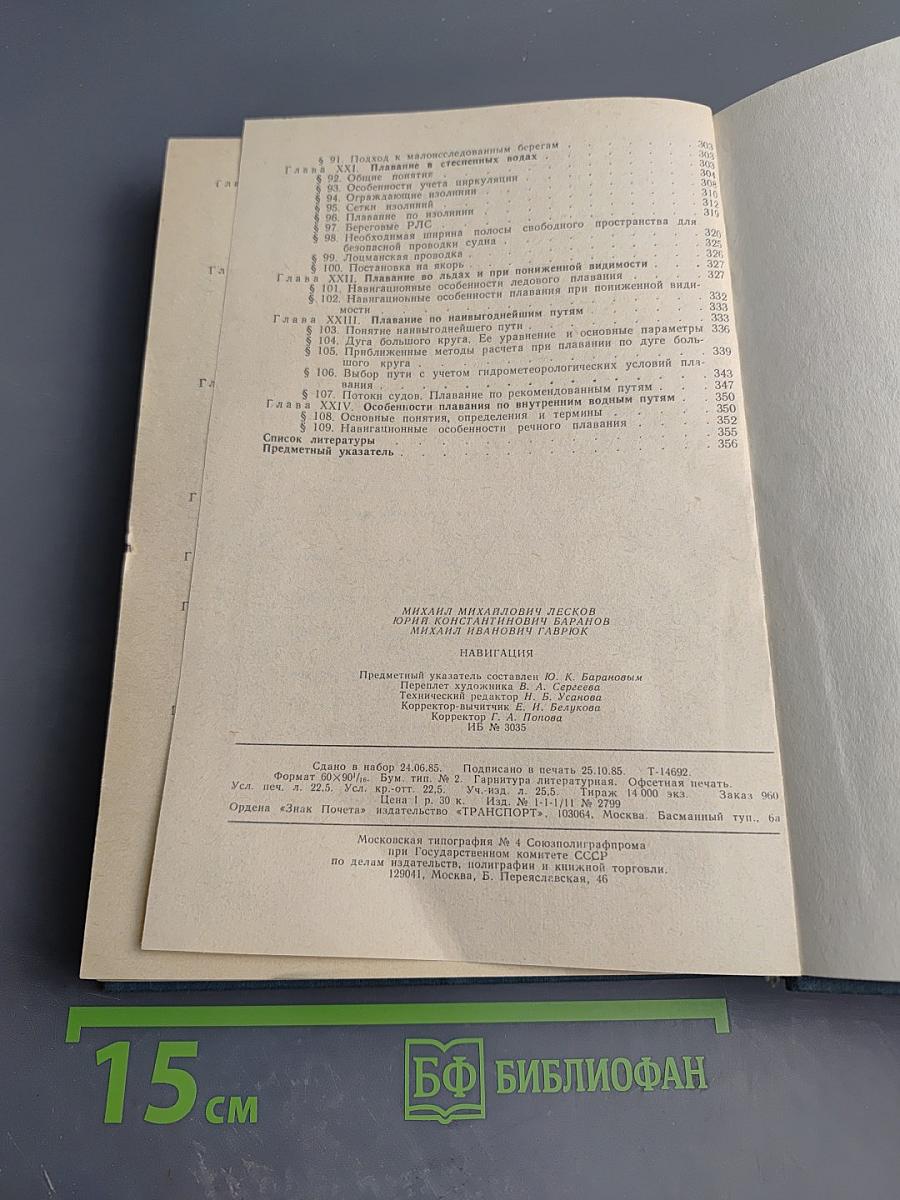 § 91. Подход к малоисследованным берегам . . . . . 303
Глава XXI. Плавание в стесненных водах . . . . . 303
§ 92. Общие понятия . . . . . 303
§ 93. Особенности учета циркуляции . . . . . 304
§ 94. Ограждающие изолинии . . . . . 308
§ 95. Сетки изолиний . . . . . 310
§ 96. Плавание по изолинии . . . . . 312
§ 97. Береговые РЛС . . . . . 319
§ 98. Необходимая ширина полосы свободного пространства для
безопасной проводки судна . . . . . 320
§ 99. Лоцманская проводка . . . . . 325
§ 100. Постановка на якорь . . . . . 326
Глава XXII. Плавание во льдах и при пониженной видимости . . . 327
§ 101. Навигационные особенности ледового плавания . . . . . 327
§ 102. Навигационные особенности плавания при пониженной види-
мости . . . . . 332
Глава XXIII. Плавание по наивыгоднейшим путям . . . . . 333
§ 103. Понятие наивыгоднейшего пути . . . . . 333
§ 104. Дуга большого круга. Ее уравнение и основные параметры 336
§ 105. Приближенные методы расчета при плавании по дуге боль-
шого круга . . . . . 339
§ 106. Выбор пути с учетом гидрометеорологических условий пла-
вания . . . . . 343
§ 107. Потоки судов. Плавание по рекомендованным путям . . . 347
Глава XXIV. Особенности плавания по внутренним водным путям . . 350
§ 108. Основные понятия, определения и термины . . . . . 350
§ 109. Навигационные особенности речного плавания . . . . . 352
Список литературы . . . . . 355
Предметный указатель . . . . . 356
МИХАИЛ МИХАЙЛОВИЧ ЛЕСКОВ
ЮРИЙ КОНСТАНТИНОВИЧ БАРАНОВ
МИХАИЛ ИВАНОВИЧ ГАВРЮК
НАВИГАЦИЯ
Предметный указатель составлен Ю. К. Барановым
Переплет художника В. А. Сергеева
Технический редактор Н. Б. Усанова
Корректор-вычитчик Е. И. Белукова
Корректор Г. А. Попова
ИБ № 3035
Сдано в набор 24.06.85. Подписано в печать 25.10.85. Т-14692.
Формат 60×90¹/₁₆. Бум. тип. № 2. Гарнитура литературная. Офсетная печать.
Усл. печ. л. 22,5. Усл. кр.-отт. 22,5. Уч.-изд. л. 25,5. Тираж 14 000 экз. Заказ 960
Цена 1 р. 30 к. Изд. № 1-1-1/11 № 2799
Ордена «Знак Почета» издательство «ТРАНСПОРТ», 103064, Москва. Басманный туп., 6а
Московская типография № 4 Союзполиграфпрома
при Государственном комитете СССР
по делам издательств, полиграфии и книжной торговли.
129041, Москва, Б. Переяславская, 46
15 см
БФ БИБЛИОФАН